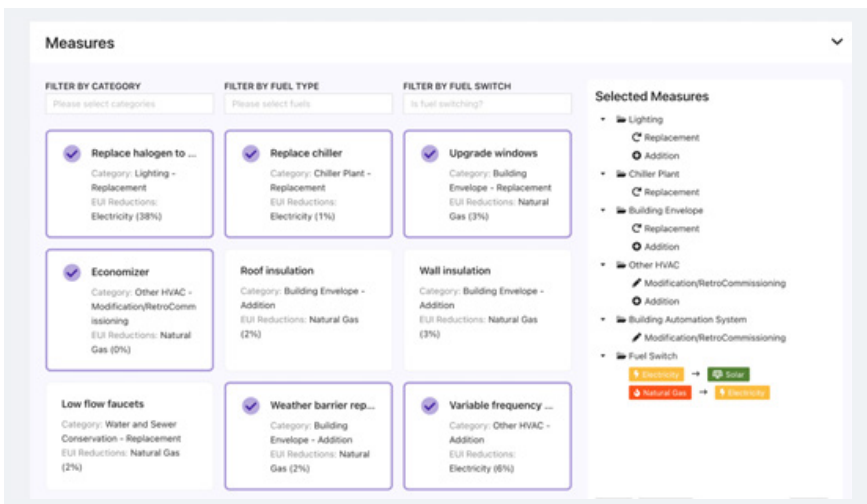 Measures
FILTER BY CATEGORY
Please select categories
FILTER BY FUEL TYPE
Please select fuels
FILTER BY FUEL SWITCH
Is fuel switching?
Replace halogen to ...
Category: Lighting -
Replacement
EUI Reductions:
Electricity (38%)
Replace chiller
Category: Chiller Plant -
Replacement
EUI Reductions:
Electricity (1%)
Upgrade windows
Category: Building
Envelope - Replacement
EUI Reductions: Natural
Gas (3%)
Economizer
Category: Other HVAC -
Modification/RetroComm
issioning
EUI Reductions: Natural
Gas (0%)
Roof insulation
Category: Building Envelope -
Addition
EUI Reductions: Natural Gas
(2%)
Wall insulation
Category: Building Envelope -
Addition
EUI Reductions: Natural Gas
(3%)
Low flow faucets
Category: Water and Sewer
Conservation - Replacement
EUI Reductions: Natural Gas
(2%)
Weather barrier rep...
Category: Building
Envelope - Addition
EUI Reductions: Natural
Gas (2%)
Variable frequency ...
Category: Other HVAC -
Addition
EUI Reductions:
Electricity (6%)
Selected Measures
Lighting
Replacement
Addition
Chiller Plant
Replacement
Building Envelope
Replacement
Addition
Other HVAC
Modification/RetroCommissioning
Addition
Building Automation System
Modification/RetroCommissioning
Fuel Switch
Electricity → Solar
Natural Gas → Electricity